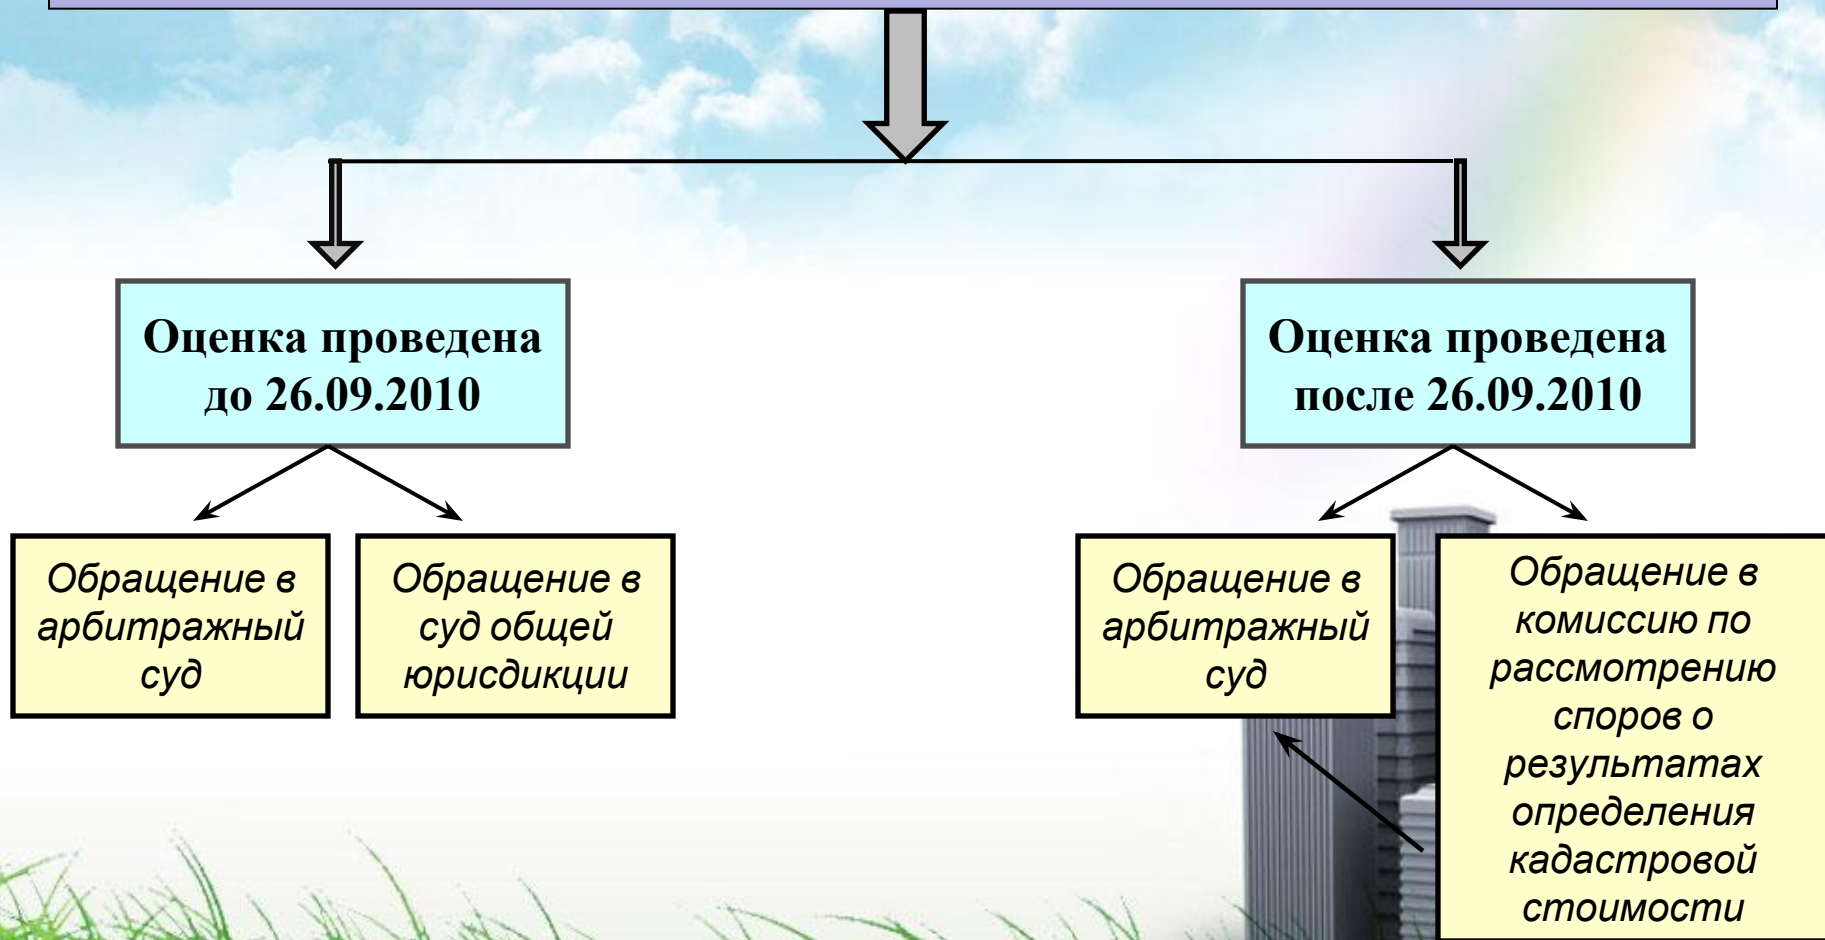 Оценка проведена
до 26.09.2010
Оценка проведена
после 26.09.2010
Обращение в
арбитражный
суд
Обращение в
суд общей
юрисдикции
Обращение в
арбитражный
суд
Обращение в
комиссию по
рассмотрению
споров о
результатах
определения
кадастровой
стоимости